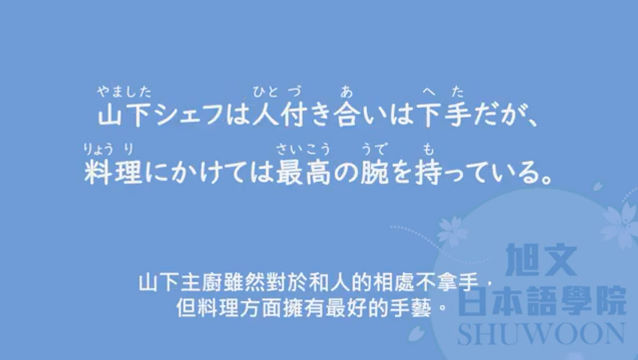 やました ひと づ あ へ た
山下シェフは人付き合いは下手だが、
りょう り さいこう うで も
料理にかけては最高の腕を持っている。
山下主廚雖然對於和人的相處不拿手，
但料理方面擁有最好的手藝。
旭文
日本語學院
SHUWOON